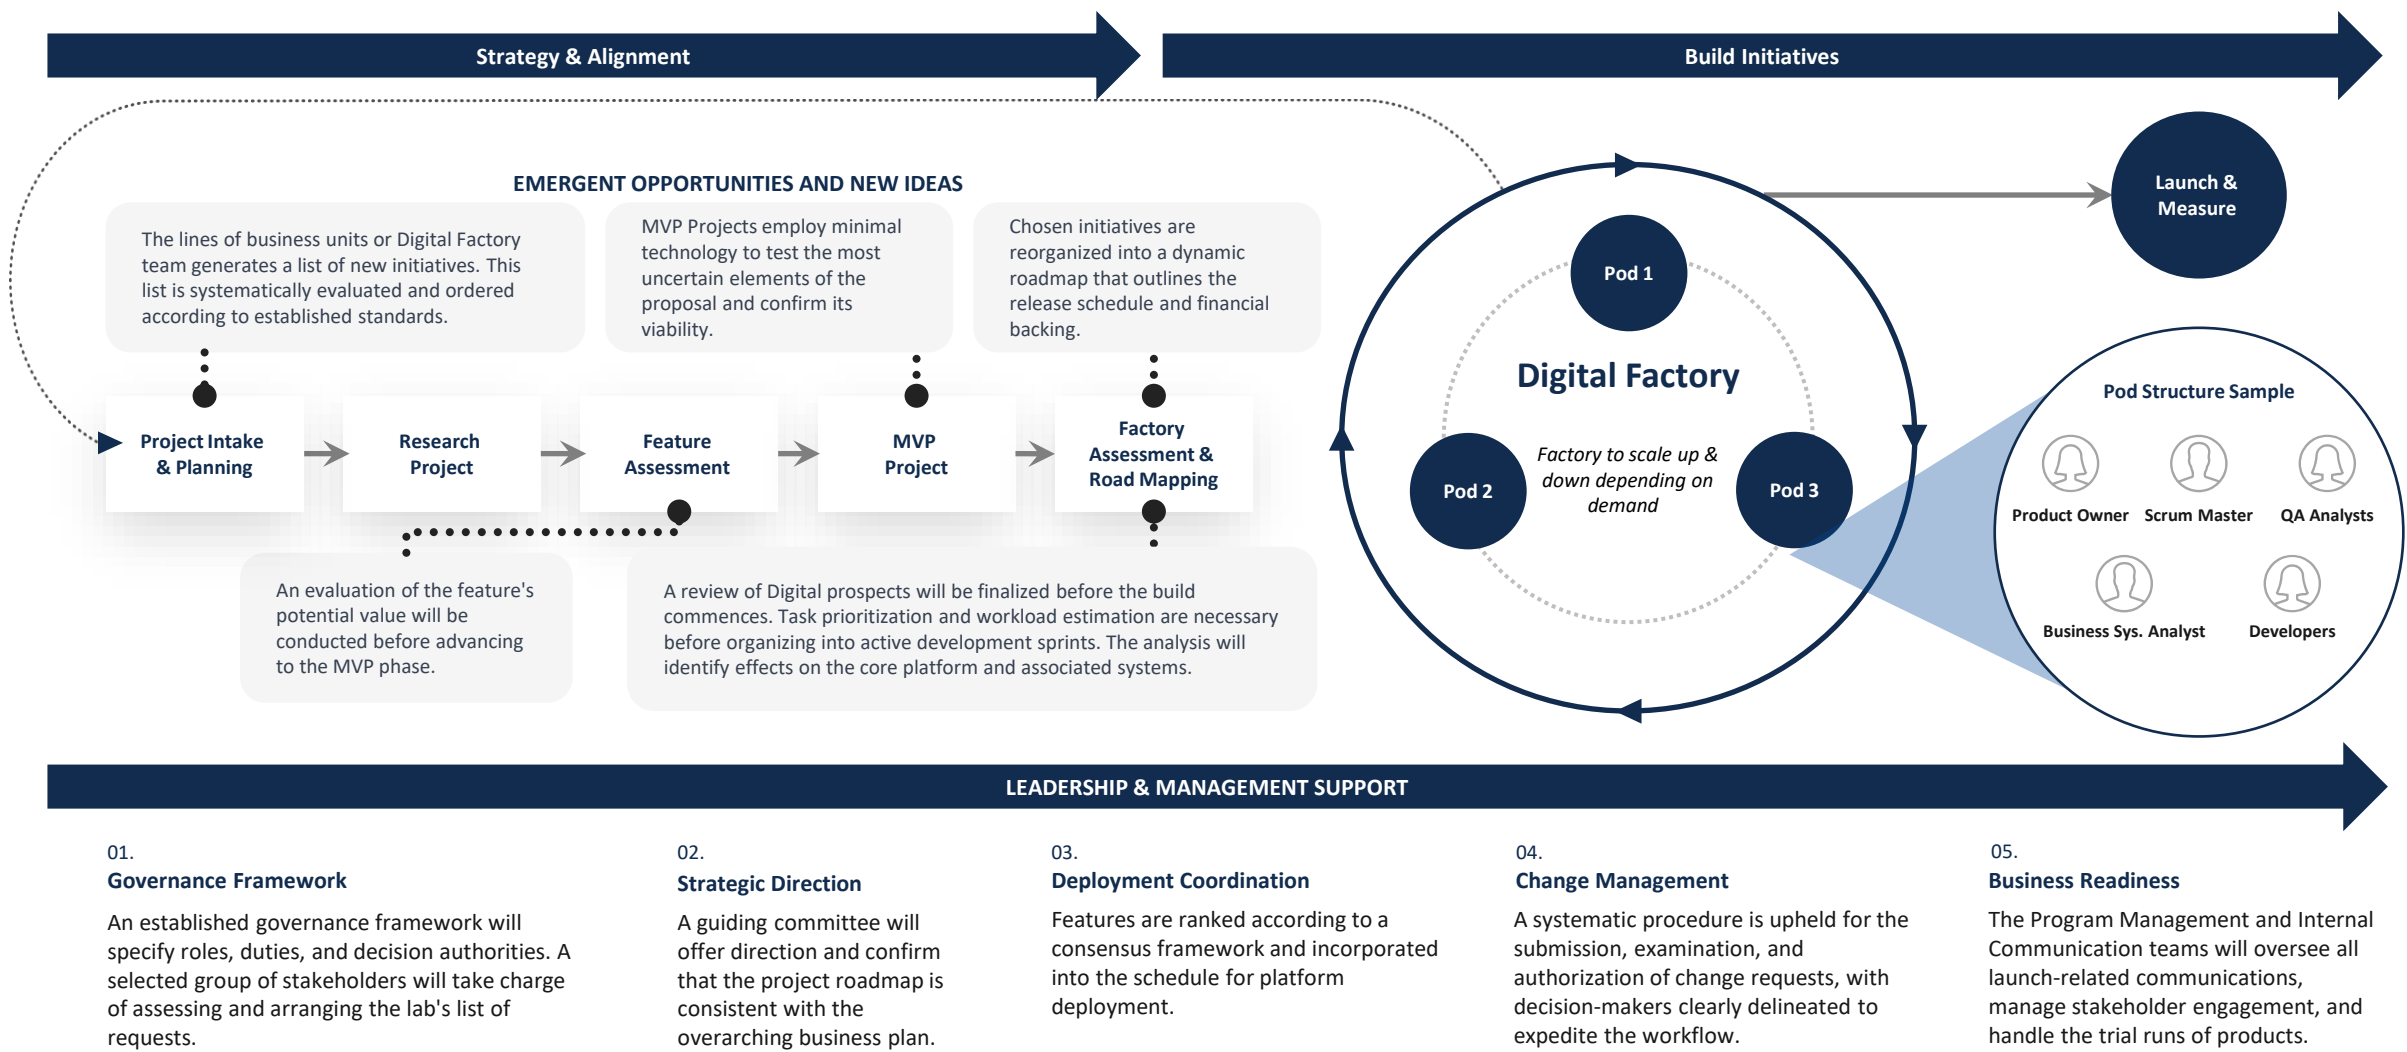 Strategy & Alignment
Build Initiatives
EMERGENT OPPORTUNITIES AND NEW IDEAS
The lines of business units or Digital Factory
team generates a list of new initiatives. This
list is systematically evaluated and ordered
according to established standards.
MVP Projects employ minimal
technology to test the most
uncertain elements of the
proposal and confirm its
viability.
Chosen initiatives are
reorganized into a dynamic
roadmap that outlines the
release schedule and financial
backing.
Project Intake
& Planning
Research
Project
Feature
Assessment
MVP
Project
Factory
Assessment &
Road Mapping
An evaluation of the feature's
potential value will be
conducted before advancing
to the MVP phase.
A review of Digital prospects will be finalized before the build
commences. Task prioritization and workload estimation are necessary
before organizing into active development sprints. The analysis will
identify effects on the core platform and associated systems.
Pod 1
Digital Factory
Factory to scale up &
down depending on
demand
Pod 2
Pod 3
Launch &
Measure
Pod Structure Sample
Product Owner
Scrum Master
QA Analysts
Business Sys. Analyst
Developers
LEADERSHIP & MANAGEMENT SUPPORT
01.
Governance Framework
An established governance framework will
specify roles, duties, and decision authorities. A
selected group of stakeholders will take charge
of assessing and arranging the lab's list of
requests.
02.
Strategic Direction
A guiding committee will
offer direction and confirm
that the project roadmap is
consistent with the
overarching business plan.
03.
Deployment Coordination
Features are ranked according to a
consensus framework and incorporated
into the schedule for platform
deployment.
04.
Change Management
A systematic procedure is upheld for the
submission, examination, and
authorization of change requests, with
decision-makers clearly delineated to
expedite the workflow.
05.
Business Readiness
The Program Management and Internal
Communication teams will oversee all
launch-related communications,
manage stakeholder engagement, and
handle the trial runs of products.